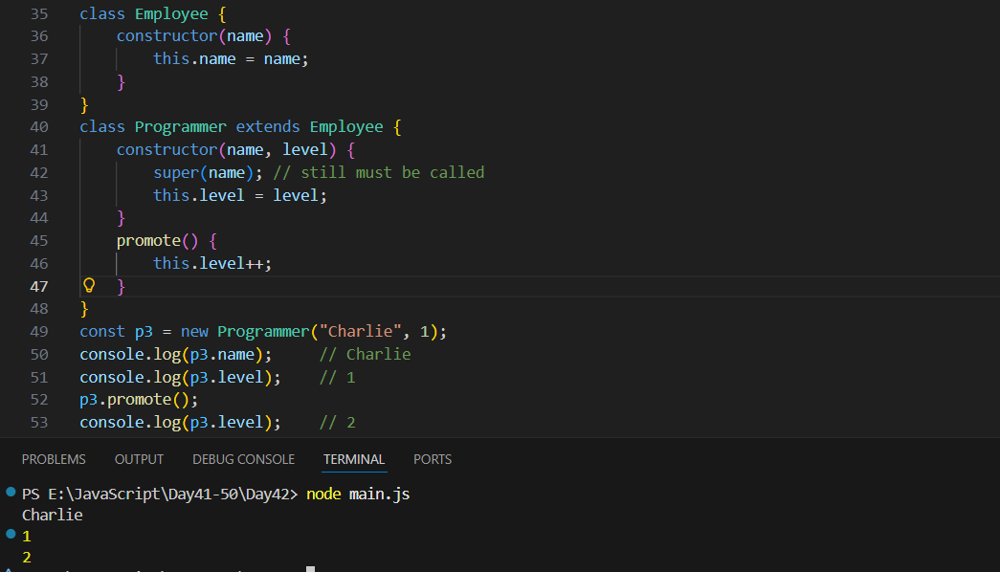 35 class Employee {
36     constructor(name) {
37         this.name = name;
38     }
39 }
40 class Programmer extends Employee {
41     constructor(name, level) {
42         super(name); // still must be called
43         this.level = level;
44     }
45     promote() {
46         this.level++;
47     }
48 }
49 const p3 = new Programmer("Charlie", 1);
50 console.log(p3.name);     // Charlie
51 console.log(p3.level);    // 1
52 p3.promote();
53 console.log(p3.level);    // 2
PROBLEMS OUTPUT DEBUG CONSOLE TERMINAL PORTS
PS E:\JavaScript\Day41-50\Day42> node main.js
Charlie
1
2